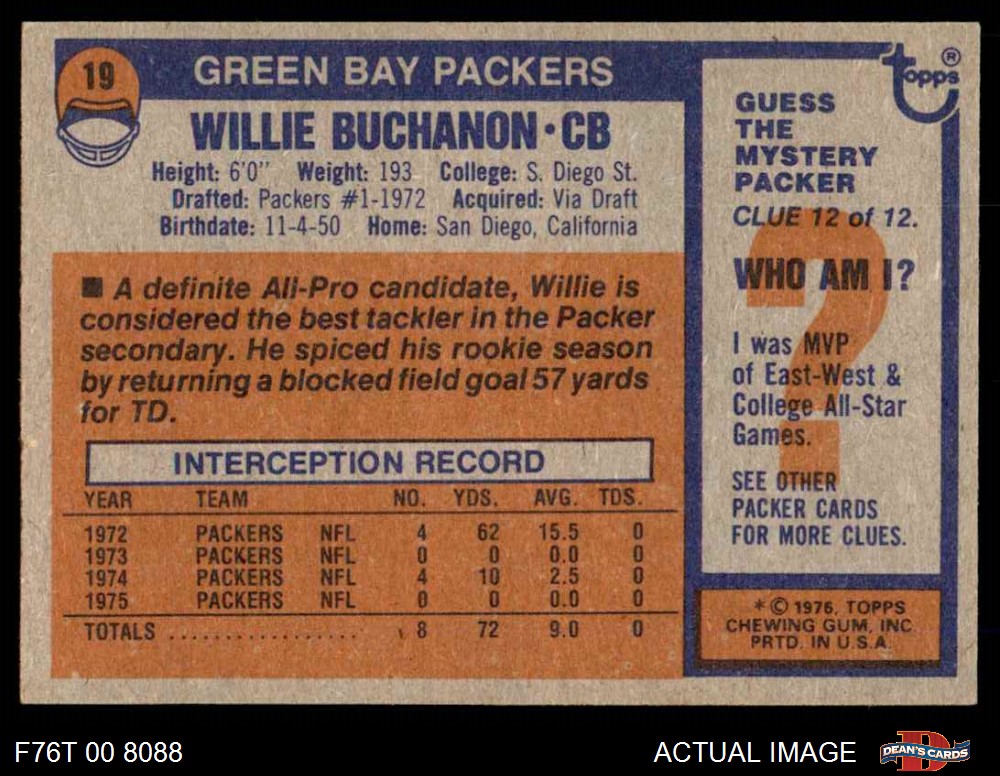 19
GREEN BAY PACKERS
WILLIE BUCHANON • CB
Height: 6'0" Weight: 193 College: S. Diego St.
Drafted: Packers #1-1972 Acquired: Via Draft
Birthdate: 11-4-50 Home: San Diego, California
■ A definite All-Pro candidate, Willie is
considered the best tackler in the Packer
secondary. He spiced his rookie season
by returning a blocked field goal 57 yards
for TD.
INTERCEPTION RECORD
YEAR TEAM NO. YDS. AVG. TDS.
1972 PACKERS NFL 4 62 15.5 0
1973 PACKERS NFL 0 0 0.0 0
1974 PACKERS NFL 4 10 2.5 0
1975 PACKERS NFL 0 0 0.0 0
TOTALS .................. 8 72 9.0 0
topps®
GUESS
THE
MYSTERY
PACKER
CLUE 12 of 12.
WHO AM I?
I was MVP
of East-West &
College All-Star
Games.
SEE OTHER
PACKER CARDS
FOR MORE CLUES.
* © 1976, TOPPS
CHEWING GUM, INC.
PRTD. IN U.S.A.
F76T 00 8088
ACTUAL IMAGE
DEAN'S CARDS